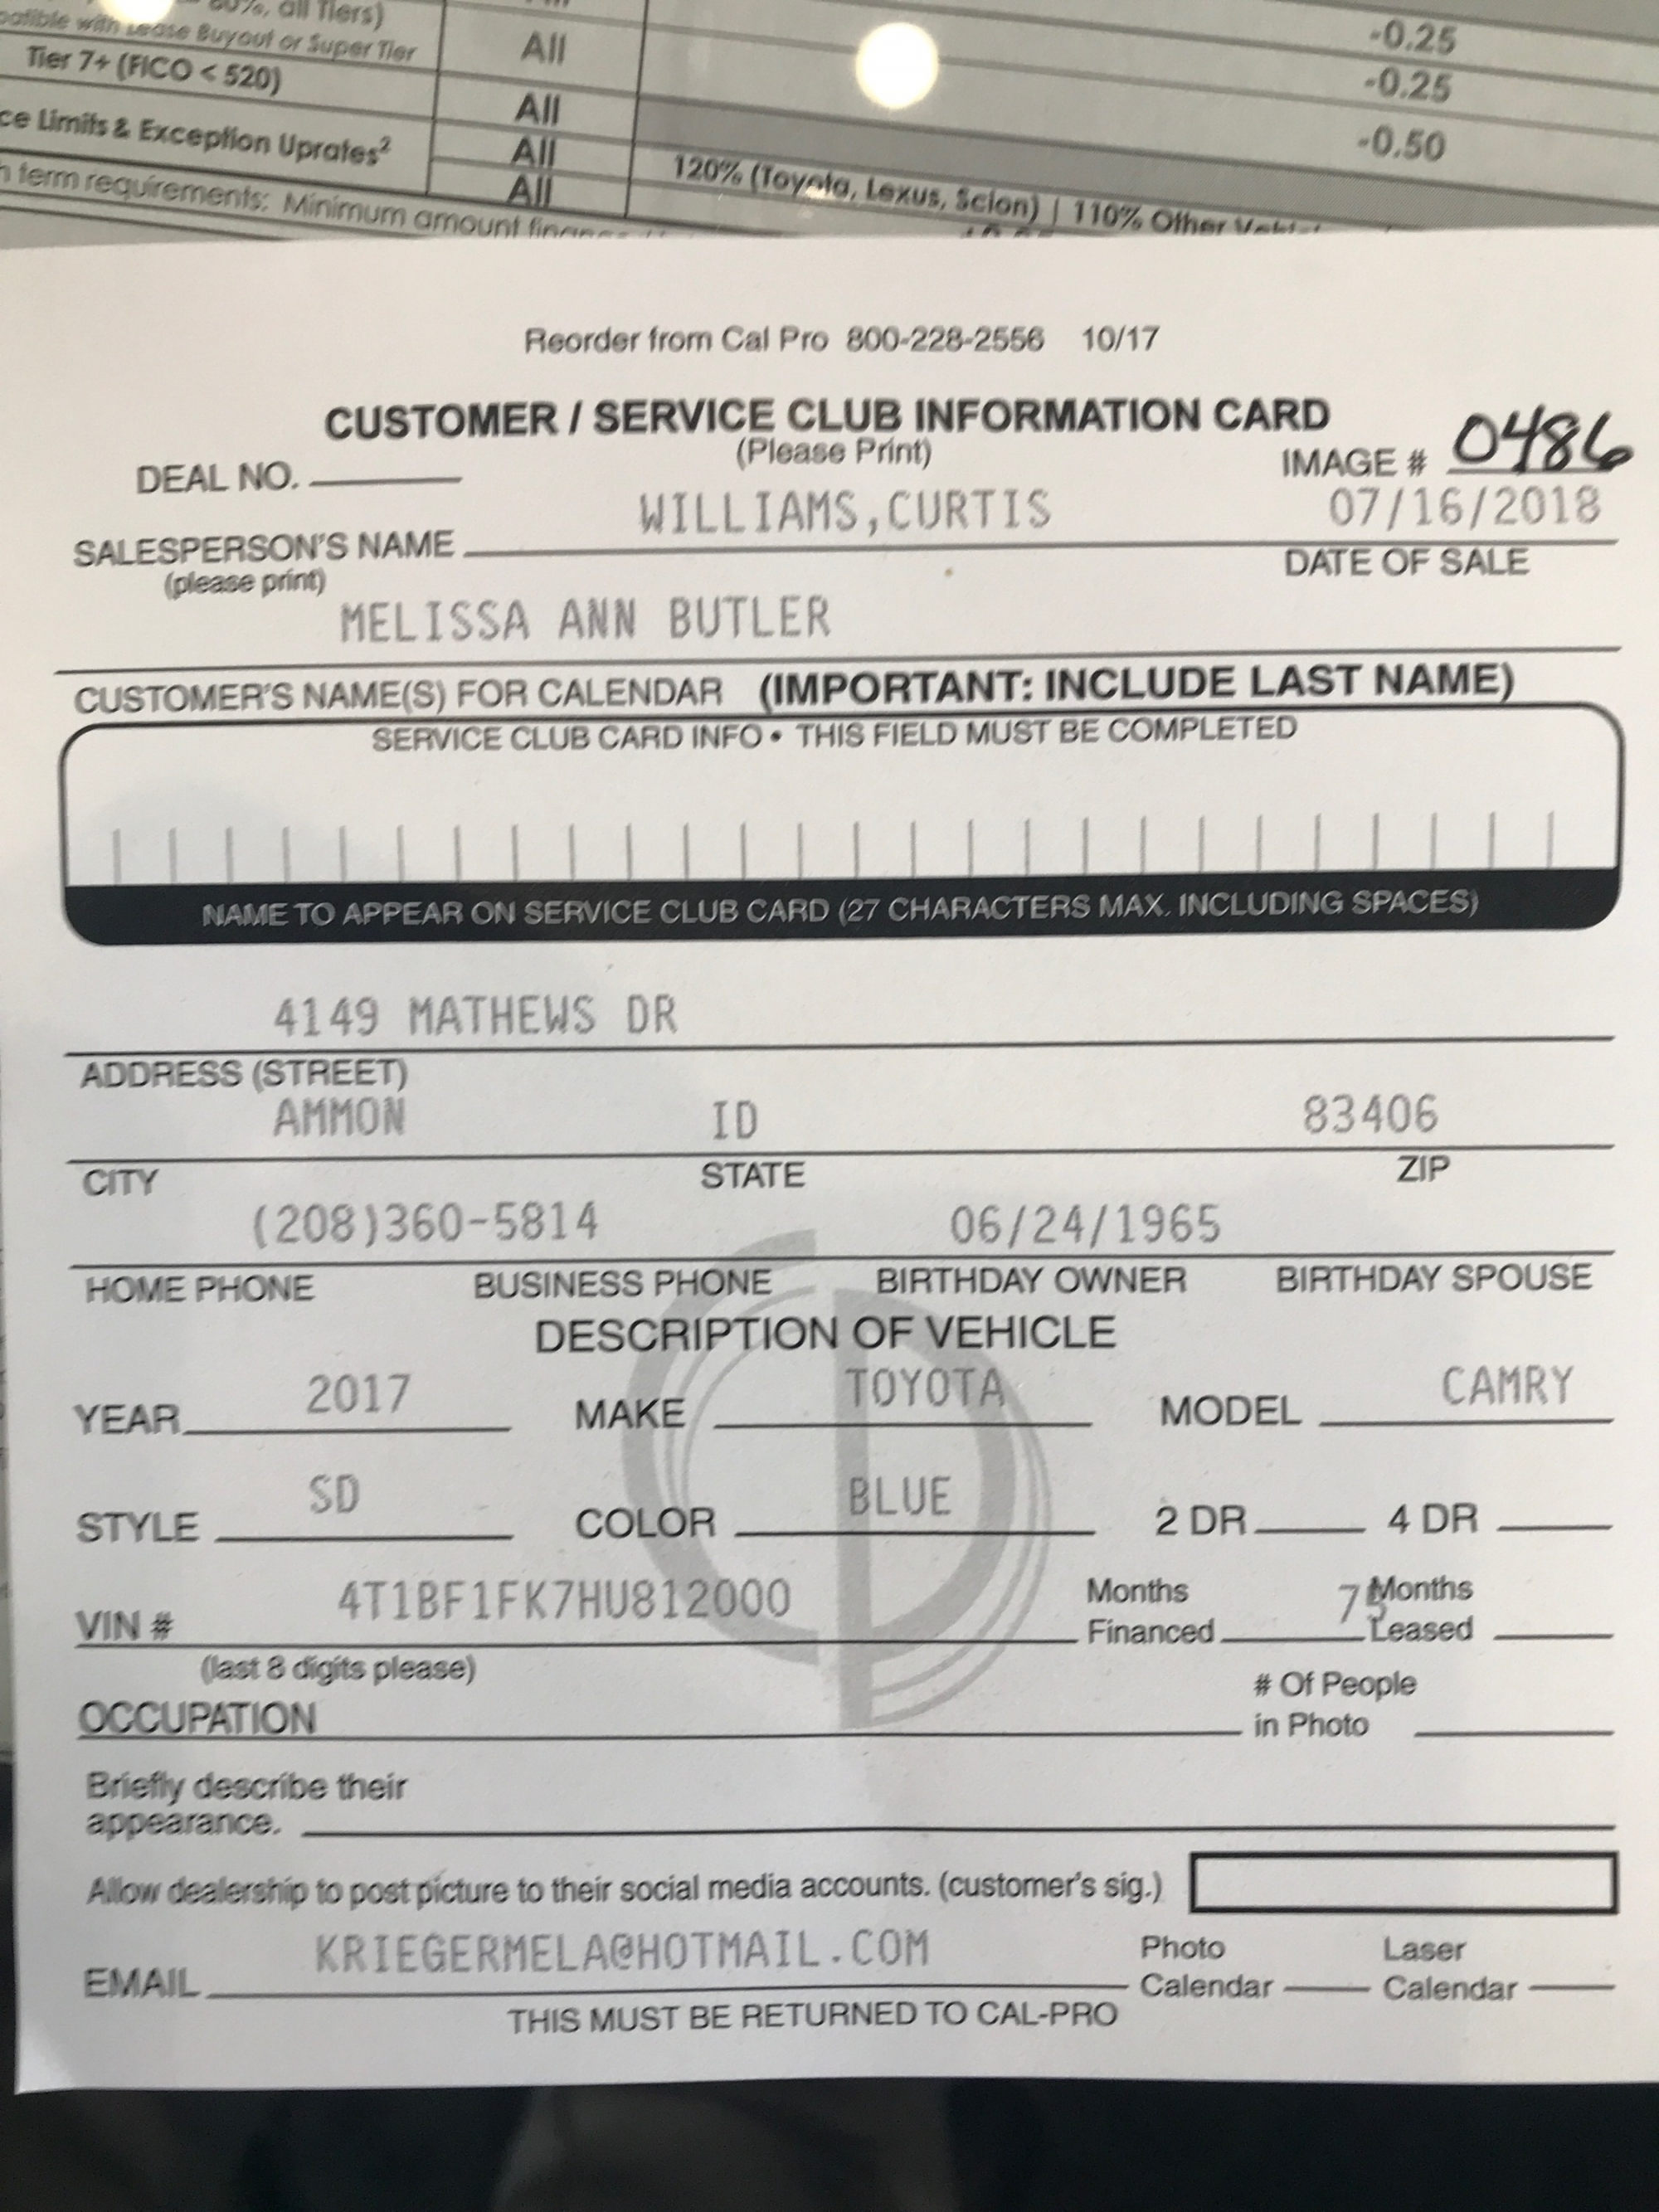 80%, all Tiers)
with Lease Buyout or Super Tier All -0.25
Tier 7+ (FICO < 520) All -0.25
Limits & Exception Uprates² All -0.50
All 120% (Toyota, Lexus, Scion) | 110% Other
term requirements: Minimum amount
Reorder from Cal Pro 800-228-2556 10/17
CUSTOMER / SERVICE CLUB INFORMATION CARD
(Please Print)
DEAL NO. IMAGE # 0486
WILLIAMS,CURTIS 07/16/2018
SALESPERSON'S NAME DATE OF SALE
(please print)
MELISSA ANN BUTLER
CUSTOMER'S NAME(S) FOR CALENDAR (IMPORTANT: INCLUDE LAST NAME)
SERVICE CLUB CARD INFO • THIS FIELD MUST BE COMPLETED
NAME TO APPEAR ON SERVICE CLUB CARD (27 CHARACTERS MAX. INCLUDING SPACES)
4149 MATHEWS DR
ADDRESS (STREET)
AMMON ID 83406
CITY STATE ZIP
(208)360-5814 06/24/1965
HOME PHONE BUSINESS PHONE BIRTHDAY OWNER BIRTHDAY SPOUSE
DESCRIPTION OF VEHICLE
YEAR 2017 MAKE TOYOTA MODEL CAMRY
STYLE SD COLOR BLUE 2 DR 4 DR
VIN # 4T1BF1FK7HU812000 Months Financed 75 Months Leased
(last 8 digits please)
OCCUPATION # Of People in Photo
Briefly describe their
appearance.
Allow dealership to post picture to their social media accounts. (customer's sig.)
EMAIL KRIEGERMELA@HOTMAIL.COM Photo Calendar Laser Calendar
THIS MUST BE RETURNED TO CAL-PRO